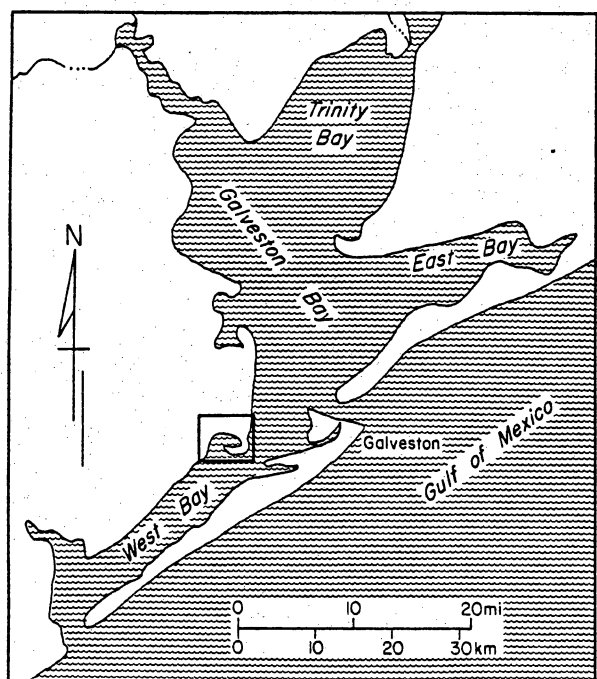 Trinity
Bay
Galveston
Bay
N
East Bay
Galveston
Gulf of Mexico
West Bay
0 10 20mi
0 10 20 30km